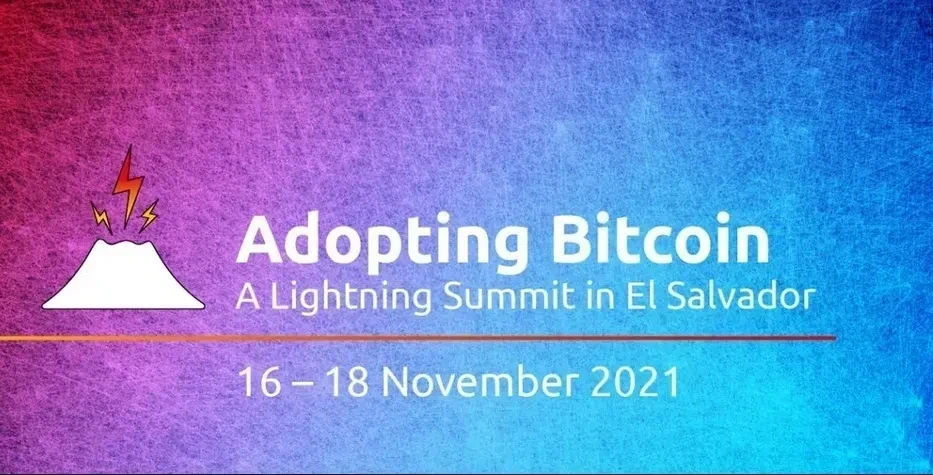 Adopting Bitcoin
A Lightning Summit in El Salvador
16 – 18 November 2021